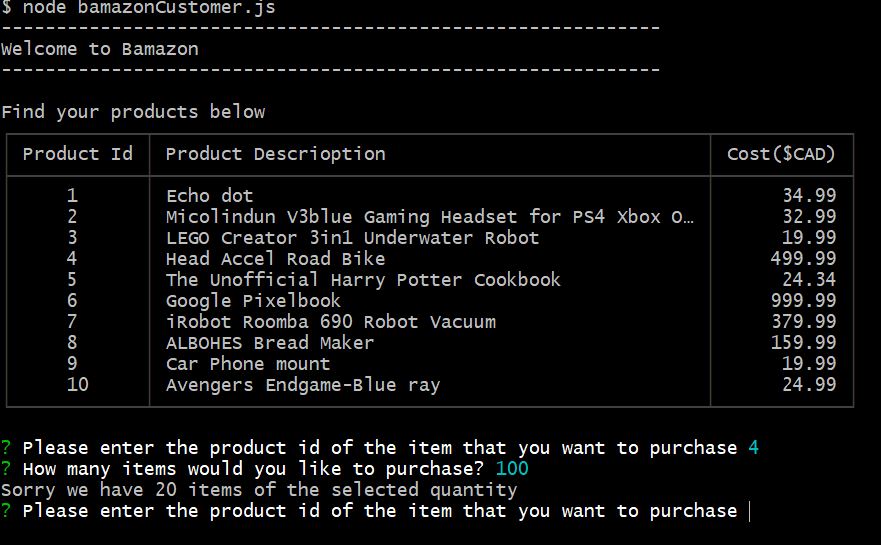 $ node bamazonCustomer.js
------------------------------------------------------------
Welcome to Bamazon
------------------------------------------------------------
Find your products below
Product Id Product Descrioption Cost($CAD)
1 Echo dot 34.99
2 Micolindun V3blue Gaming Headset for PS4 Xbox O… 32.99
3 LEGO Creator 3in1 Underwater Robot 19.99
4 Head Accel Road Bike 499.99
5 The Unofficial Harry Potter Cookbook 24.34
6 Google Pixelbook 999.99
7 iRobot Roomba 690 Robot Vacuum 379.99
8 ALBOHES Bread Maker 159.99
9 Car Phone mount 19.99
10 Avengers Endgame-Blue ray 24.99
? Please enter the product id of the item that you want to purchase 4
? How many items would you like to purchase? 100
Sorry we have 20 items of the selected quantity
? Please enter the product id of the item that you want to purchase